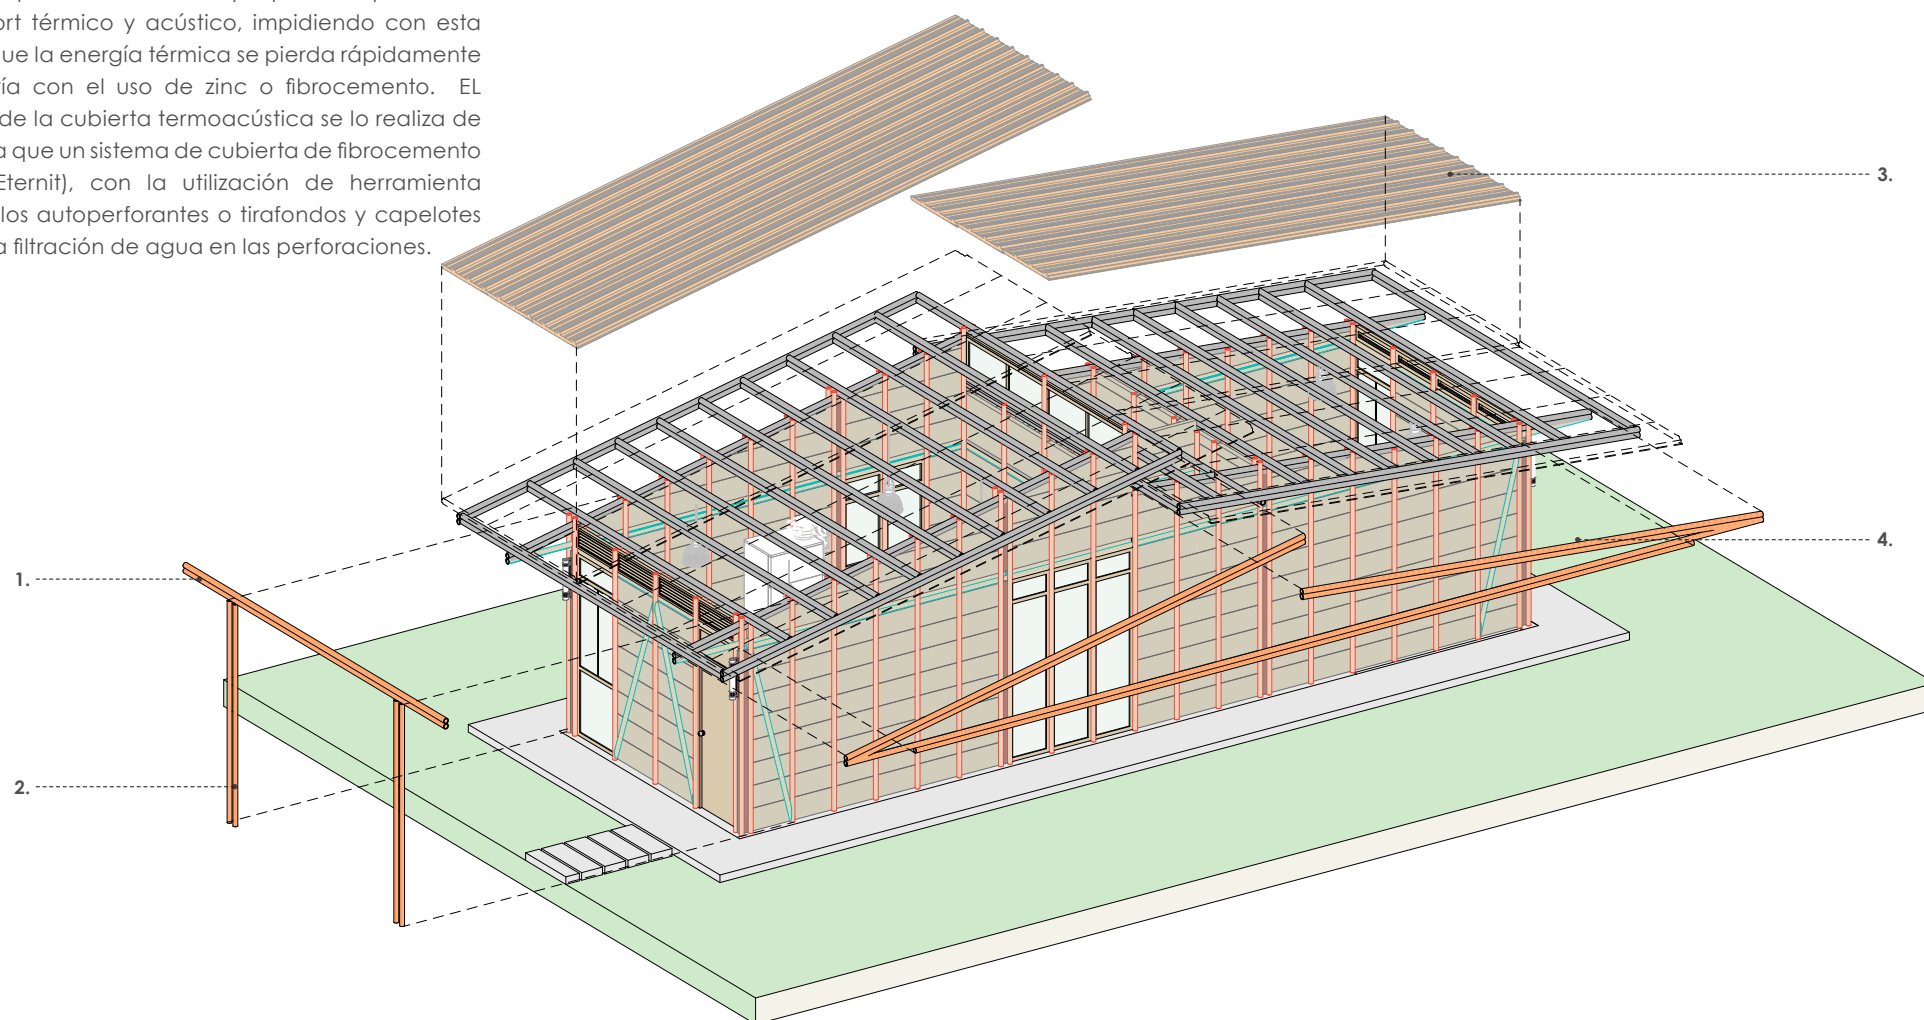 ort térmico y acústico, impidiendo con esta
ue la energía térmica se pierda rápidamente
ría con el uso de zinc o fibrocemento. EL
de la cubierta termoacústica se lo realiza de
a que un sistema de cubierta de fibrocemento
Eternit), con la utilización de herramienta
los autoperforantes o tirafondos y capelotes
a filtración de agua en las perforaciones.
3.
4.
1.
2.